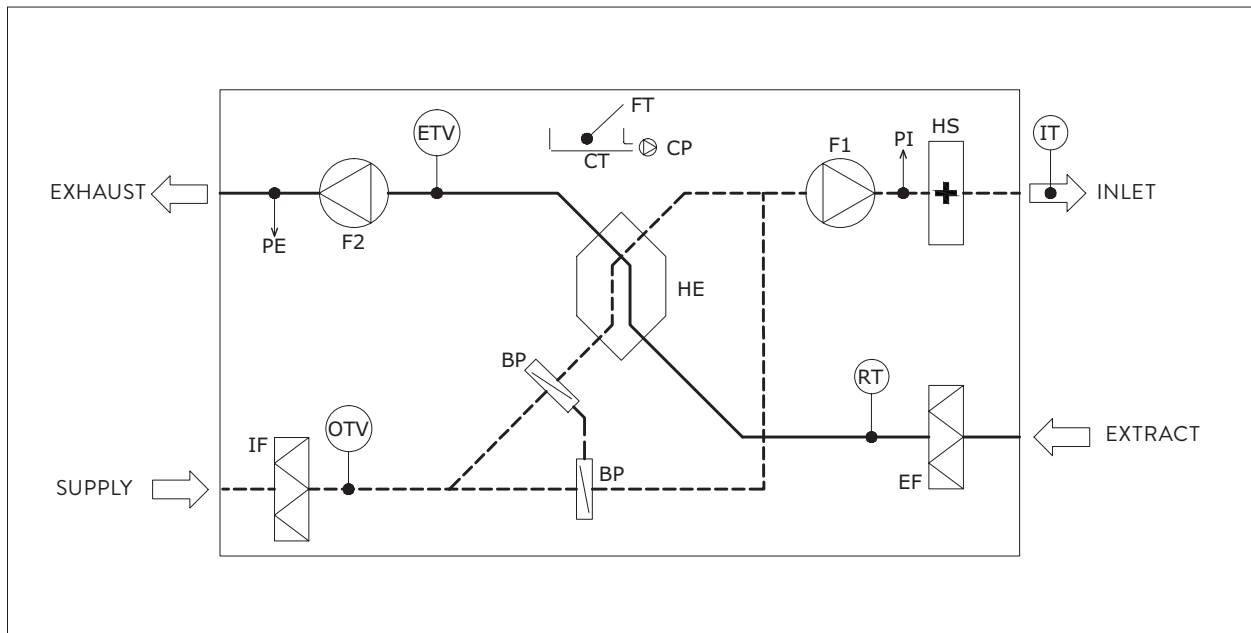 FT
ETV
CT
CP
F1
PI
HS
IT
EXHAUST
INLET
PE
F2
HE
BP
RT
IF
OTV
BP
EF
EXTRACT
SUPPLY